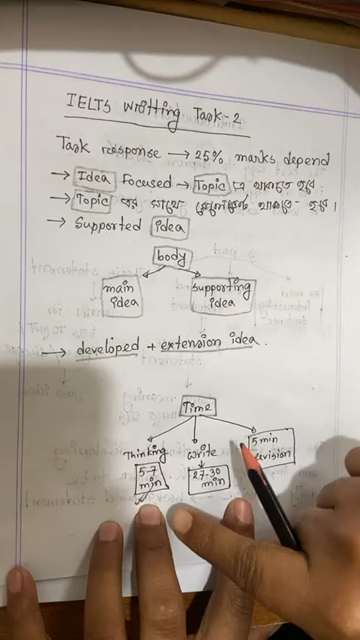 IELTS writting Task-2
Task response → 25% marks depend
→ Idea Focused → Topic এ থাকতে হবে।
→ Topic এর সাথে রিলেটেড থাকতে হবে।
→ Supported idea
body
main idea
supporting idea
→ developed + extension idea.
Time
Thinking
5-7 min
write
27-30 min
5 min
revision